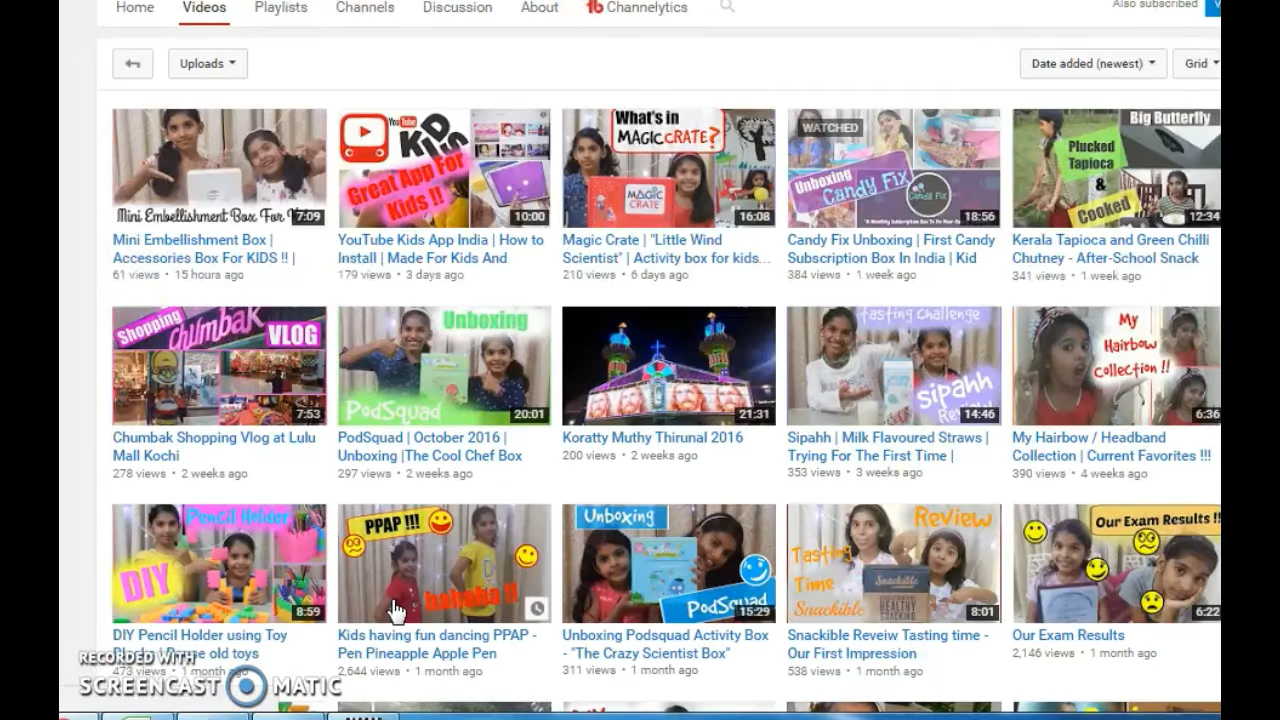 Home Videos Playlists Channels Discussion About Channelytics
Also subscribed
Uploads
Date added (newest) Grid
Mini Embellishment Box For
7:09
Mini Embellishment Box |
Accessories Box For KIDS !! |
61 views • 15 hours ago
You Tube
KIDS
Great App For
Kids !!
10:00
YouTube Kids App India | How to
Install | Made For Kids And
179 views • 3 days ago
What's in
MAGIC CRATE?
MAGIC
CRATE
16:08
Magic Crate | "Little Wind
Scientist" | Activity box for kids...
210 views • 6 days ago
WATCHED
Unboxing
Candy Fix
18:56
Candy Fix Unboxing | First Candy
Subscription Box In India | Kid
384 views • 1 week ago
Big Butterfly
Plucked
Tapioca
&
Cooked
12:34
Kerala Tapioca and Green Chilli
Chutney - After-School Snack
341 views • 1 week ago
Shopping
chumbak
VLOG
7:53
Chumbak Shopping Vlog at Lulu
Mall Kochi
278 views • 2 weeks ago
Unboxing
PodSquad
20:01
PodSquad | October 2016 |
Unboxing |The Cool Chef Box
297 views • 2 weeks ago
21:31
Koratty Muthy Thirunal 2016
200 views • 2 weeks ago
Tasting challenge
sipahh
Review
14:46
Sipahh | Milk Flavoured Straws |
Trying For The First Time |
353 views • 3 weeks ago
My
Hairbow
Collection !!
6:36
My Hairbow / Headband
Collection | Current Favorites !!!
390 views • 4 weeks ago
Pencil Holder
DIY
8:59
DIY Pencil Holder using Toy
old toys
473 views • 1 month ago
PPAP !!!
hahaha !!
Kids having fun dancing PPAP -
Pen Pineapple Apple Pen
2,644 views • 1 month ago
Unboxing
PodSquad
15:29
Unboxing Podsquad Activity Box
- "The Crazy Scientist Box"
311 views • 1 month ago
Review
Tasting
Time
Snackible
Snackible
HEALTHY
SNACKING
8:01
Snackible Reveiw Tasting time -
Our First Impression
538 views • 1 month ago
Our Exam Results !!
6:22
Our Exam Results
2,146 views • 1 month ago
RECORDED WITH
SCREENCAST MATIC